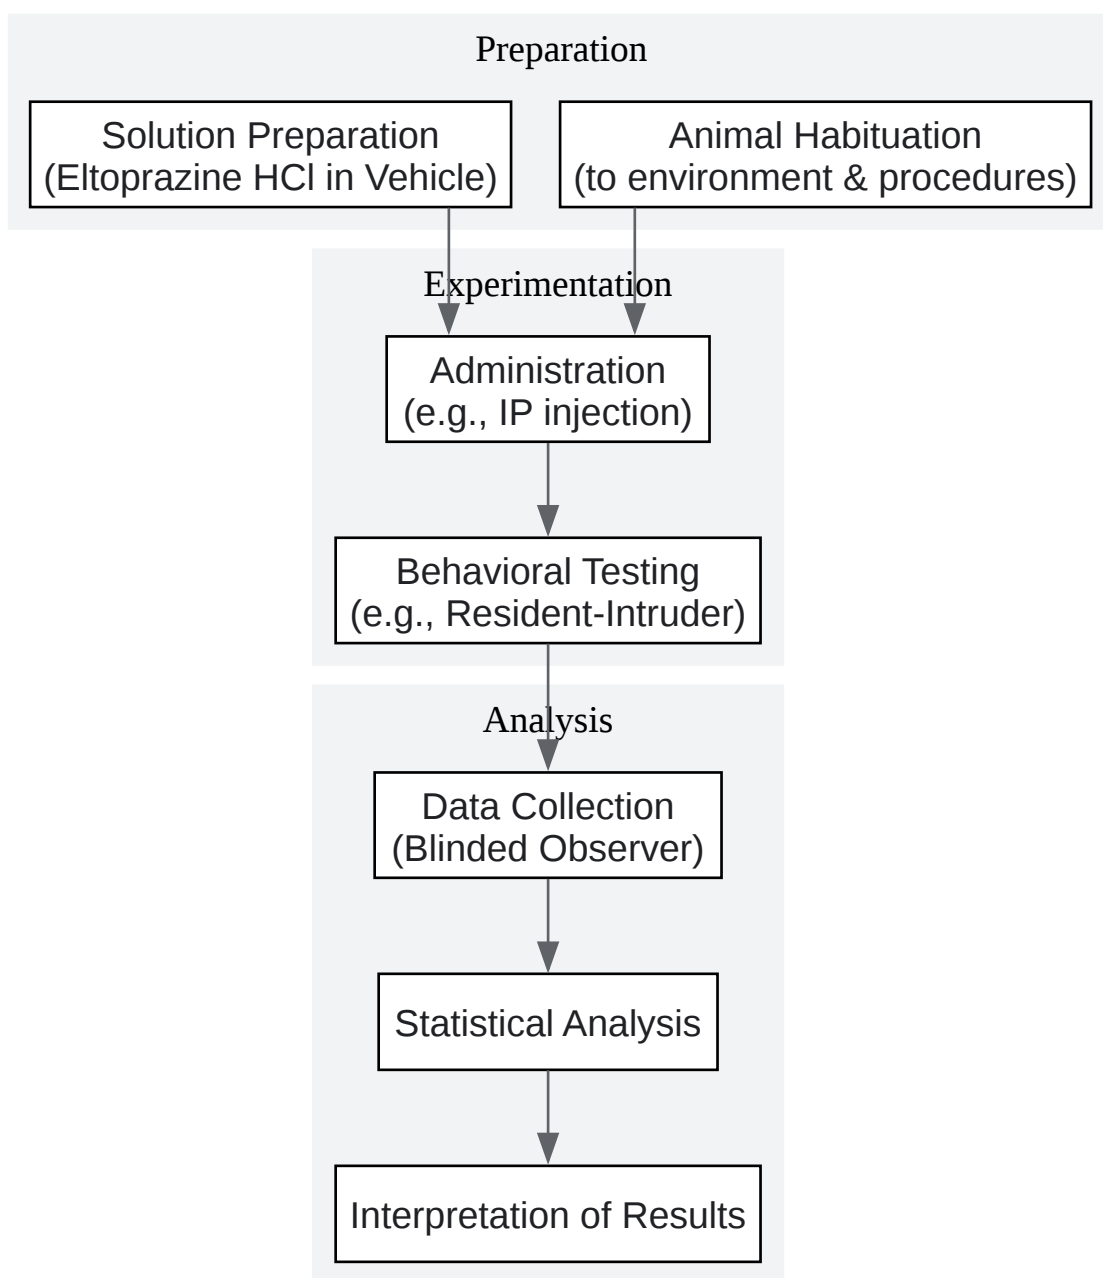 Preparation
Solution Preparation
(Eltoprazine HCl in Vehicle)
Animal Habituation
(to environment & procedures)
Experimentation
Administration
(e.g., IP injection)
Behavioral Testing
(e.g., Resident-Intruder)
Analysis
Data Collection
(Blinded Observer)
Statistical Analysis
Interpretation of Results